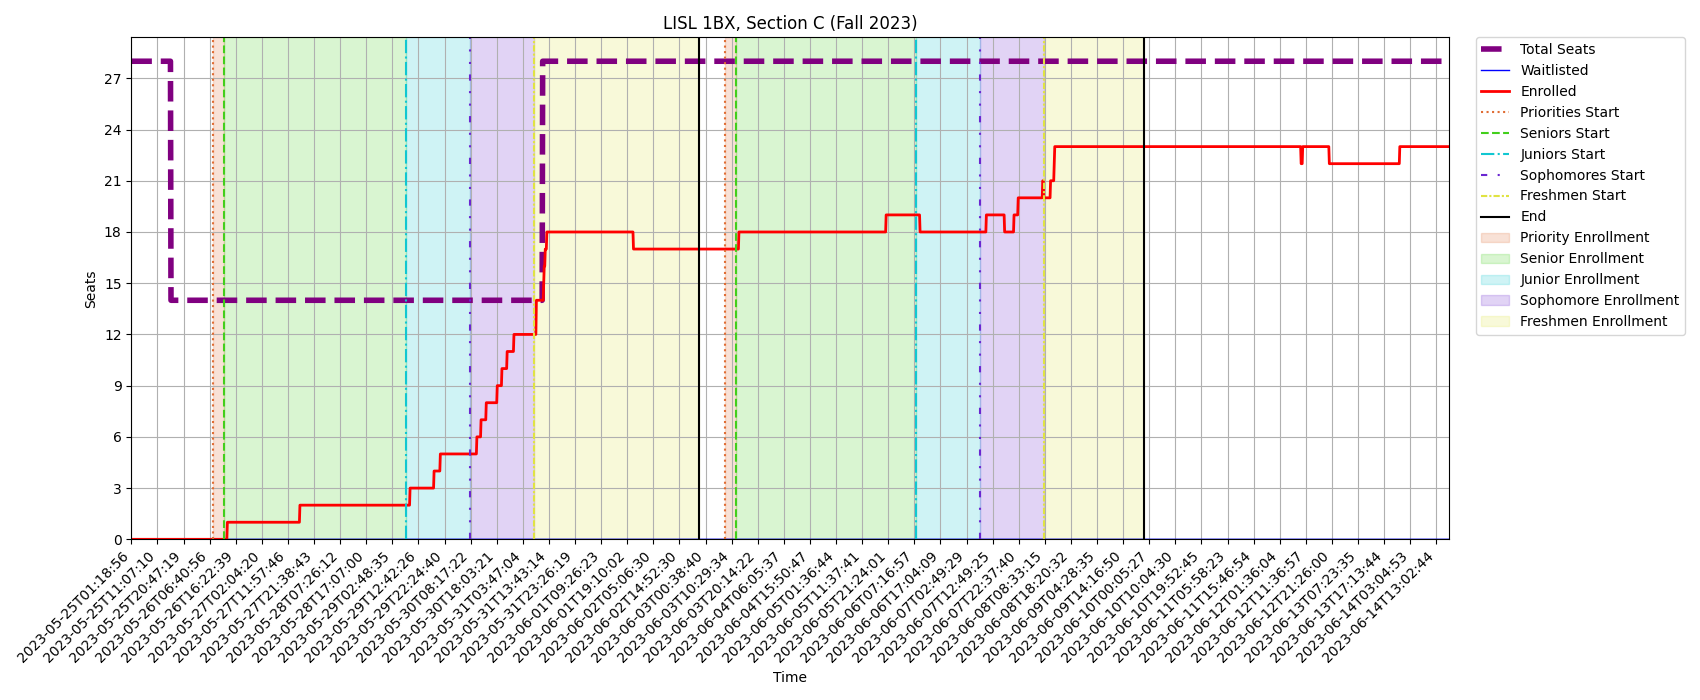 LISL 1BX, Section C (Fall 2023)
Seats
27
24
21
18
15
12
9
6
3
0
2023-05-25T01:18:56
2023-05-25T11:07:10
2023-05-25T20:47:19
2023-05-26T06:40:56
2023-05-26T16:22:39
2023-05-27T02:04:20
2023-05-27T11:57:46
2023-05-27T21:38:43
2023-05-28T07:26:12
2023-05-28T17:07:00
2023-05-29T02:48:35
2023-05-29T12:42:26
2023-05-29T22:24:40
2023-05-30T08:17:22
2023-05-30T18:03:21
2023-05-31T03:47:04
2023-05-31T13:43:14
2023-05-31T23:26:19
2023-06-01T09:26:23
2023-06-01T19:10:02
2023-06-02T05:06:30
2023-06-02T14:52:30
2023-06-03T00:38:40
2023-06-03T10:29:34
2023-06-03T20:14:22
2023-06-04T06:05:37
2023-06-04T15:50:47
2023-06-05T01:36:44
2023-06-05T11:37:41
2023-06-05T21:24:01
2023-06-06T07:16:57
2023-06-06T17:04:09
2023-06-07T02:49:29
2023-06-07T12:49:25
2023-06-07T22:37:40
2023-06-08T08:33:15
2023-06-08T18:20:32
2023-06-09T04:28:35
2023-06-09T14:16:50
2023-06-10T00:05:27
2023-06-10T10:04:30
2023-06-10T19:52:45
2023-06-11T05:58:23
2023-06-11T15:46:54
2023-06-12T01:36:04
2023-06-12T11:36:57
2023-06-12T21:26:00
2023-06-13T07:23:35
2023-06-13T17:13:44
2023-06-14T03:04:53
2023-06-14T13:02:44
Time
Total Seats
Waitlisted
Enrolled
Priorities Start
Seniors Start
Juniors Start
Sophomores Start
Freshmen Start
End
Priority Enrollment
Senior Enrollment
Junior Enrollment
Sophomore Enrollment
Freshmen Enrollment